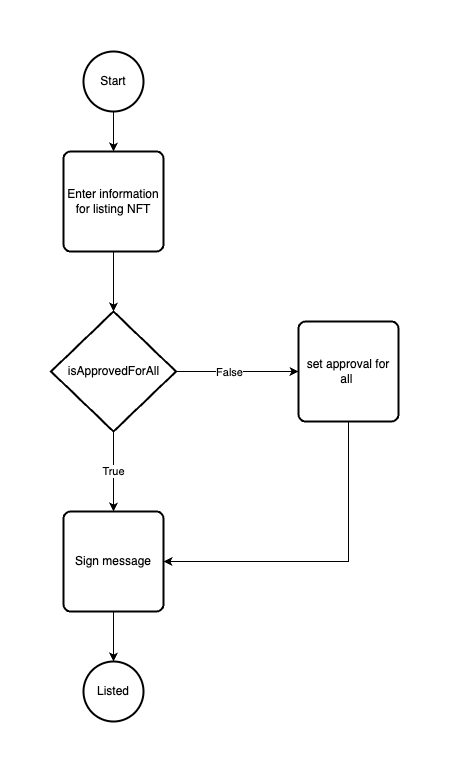 Start
Enter information
for listing NFT
isApprovedForAll
False
set approval for
all
True
Sign message
Listed